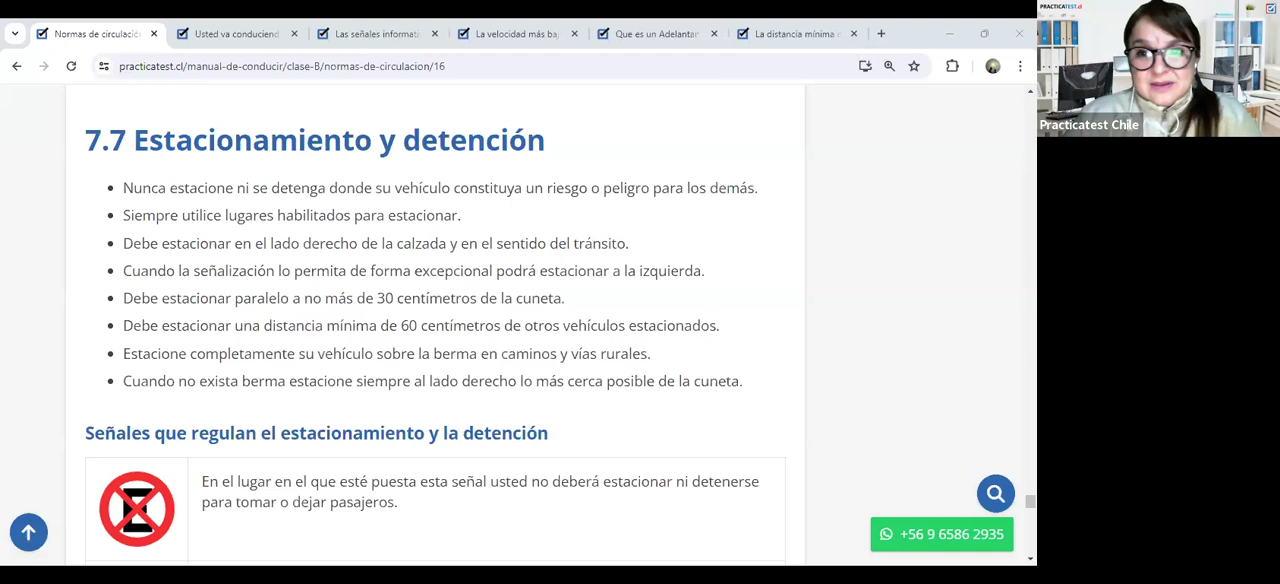 Normas de circulació
Usted va conduciend
Las señales informat
La velocidad más ba
Que es un Adelantar
La distancia mínima
practicatest.cl/manual-de-conducir/clase-B/normas-de-circulacion/16
PRACTICATEST.cl
Practicatest Chile
7.7 Estacionamiento y detención
Nunca estacione ni se detenga donde su vehículo constituya un riesgo o peligro para los demás.
Siempre utilice lugares habilitados para estacionar.
Debe estacionar en el lado derecho de la calzada y en el sentido del tránsito.
Cuando la señalización lo permita de forma excepcional podrá estacionar a la izquierda.
Debe estacionar paralelo a no más de 30 centímetros de la cuneta.
Debe estacionar una distancia mínima de 60 centímetros de otros vehículos estacionados.
Estacione completamente su vehículo sobre la berma en caminos y vías rurales.
Cuando no exista berma estacione siempre al lado derecho lo más cerca posible de la cuneta.
Señales que regulan el estacionamiento y la detención
En el lugar en el que esté puesta esta señal usted no deberá estacionar ni detenerse
para tomar o dejar pasajeros.
E
+56 9 6586 2935